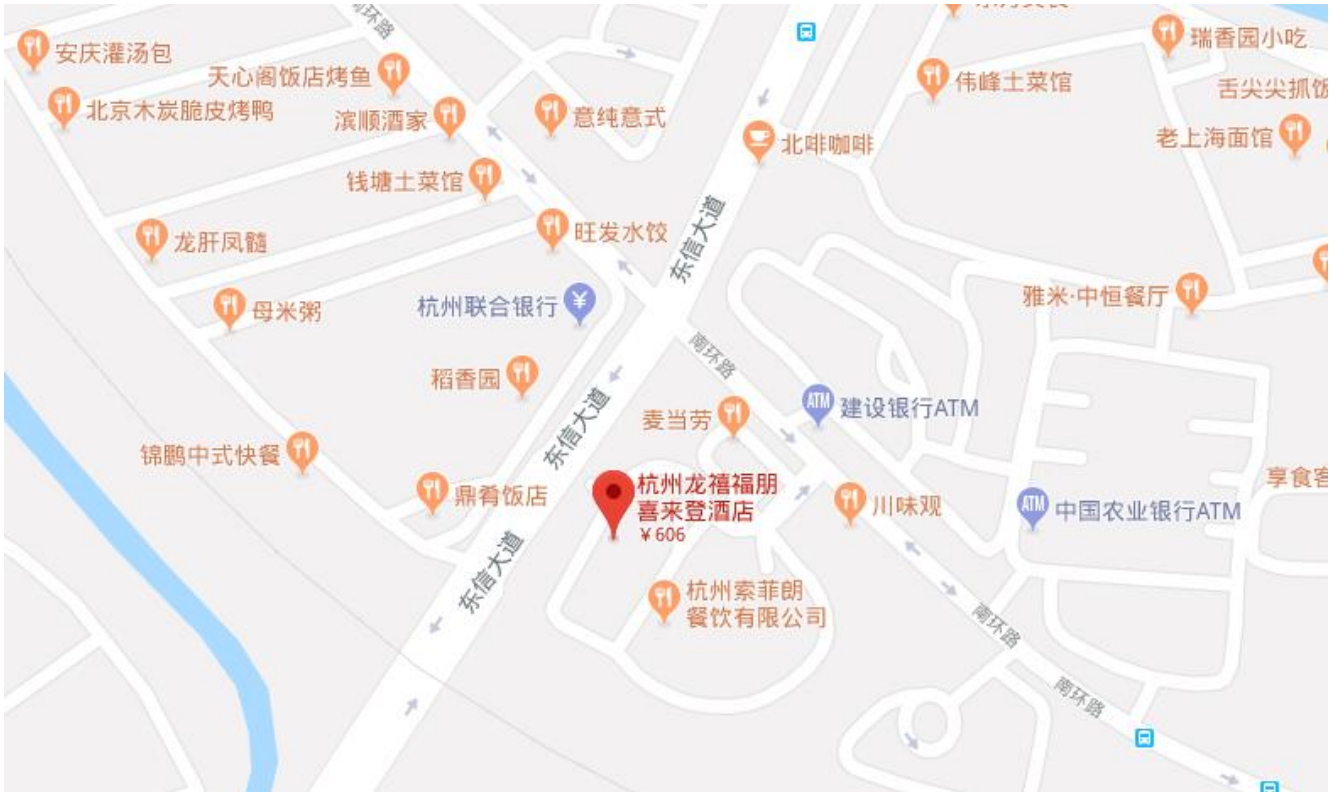 安庆灌汤包
天心阁饭店烤鱼
北京木炭脆皮烤鸭
滨顺酒家
意纯意式
伟峰土菜馆
瑞香园小吃
舌尖尖抓饭
老上海面馆
北啡咖啡
钱塘土菜馆
龙肝凤髓
旺发水饺
东信大道
母米粥
杭州联合银行
雅米·中恒餐厅
南环路
稻香园
东信大道
麦当劳
ATM
建设银行ATM
锦鹏中式快餐
鼎肴饭店
杭州龙禧福朋
喜来登酒店
¥606
川味观
ATM
中国农业银行ATM
享食客
东信大道
杭州索菲朗
餐饮有限公司
南环路
南环路